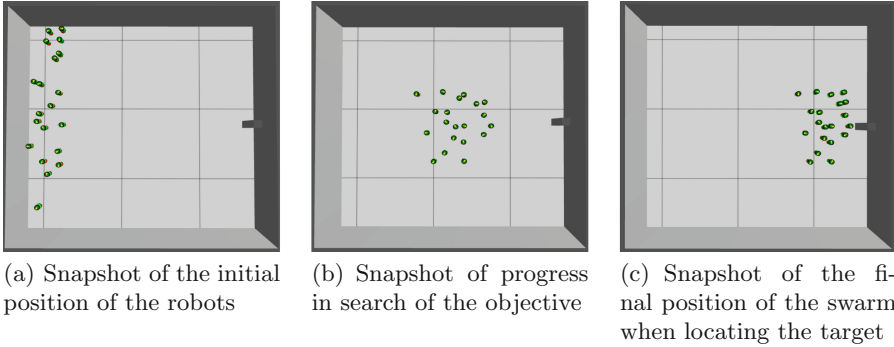 (a) Snapshot of the initial
position of the robots
(b) Snapshot of progress
in search of the objective
(c) Snapshot of the fi-
nal position of the swarm
when locating the target